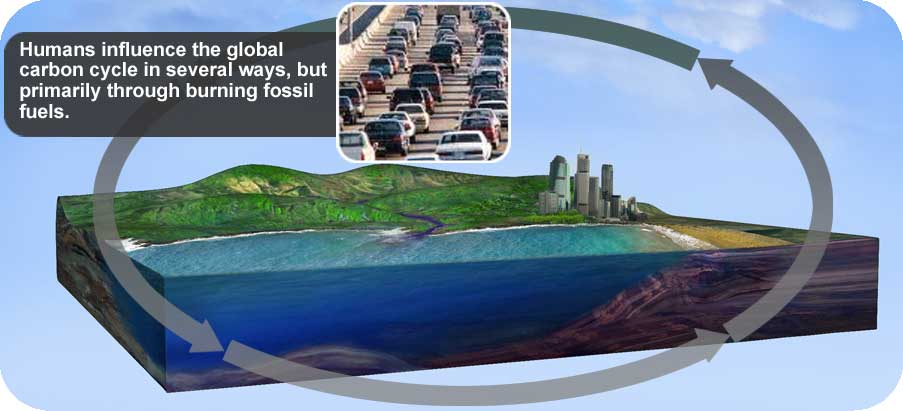 Humans influence the global
carbon cycle in several ways, but
primarily through burning fossil
fuels.